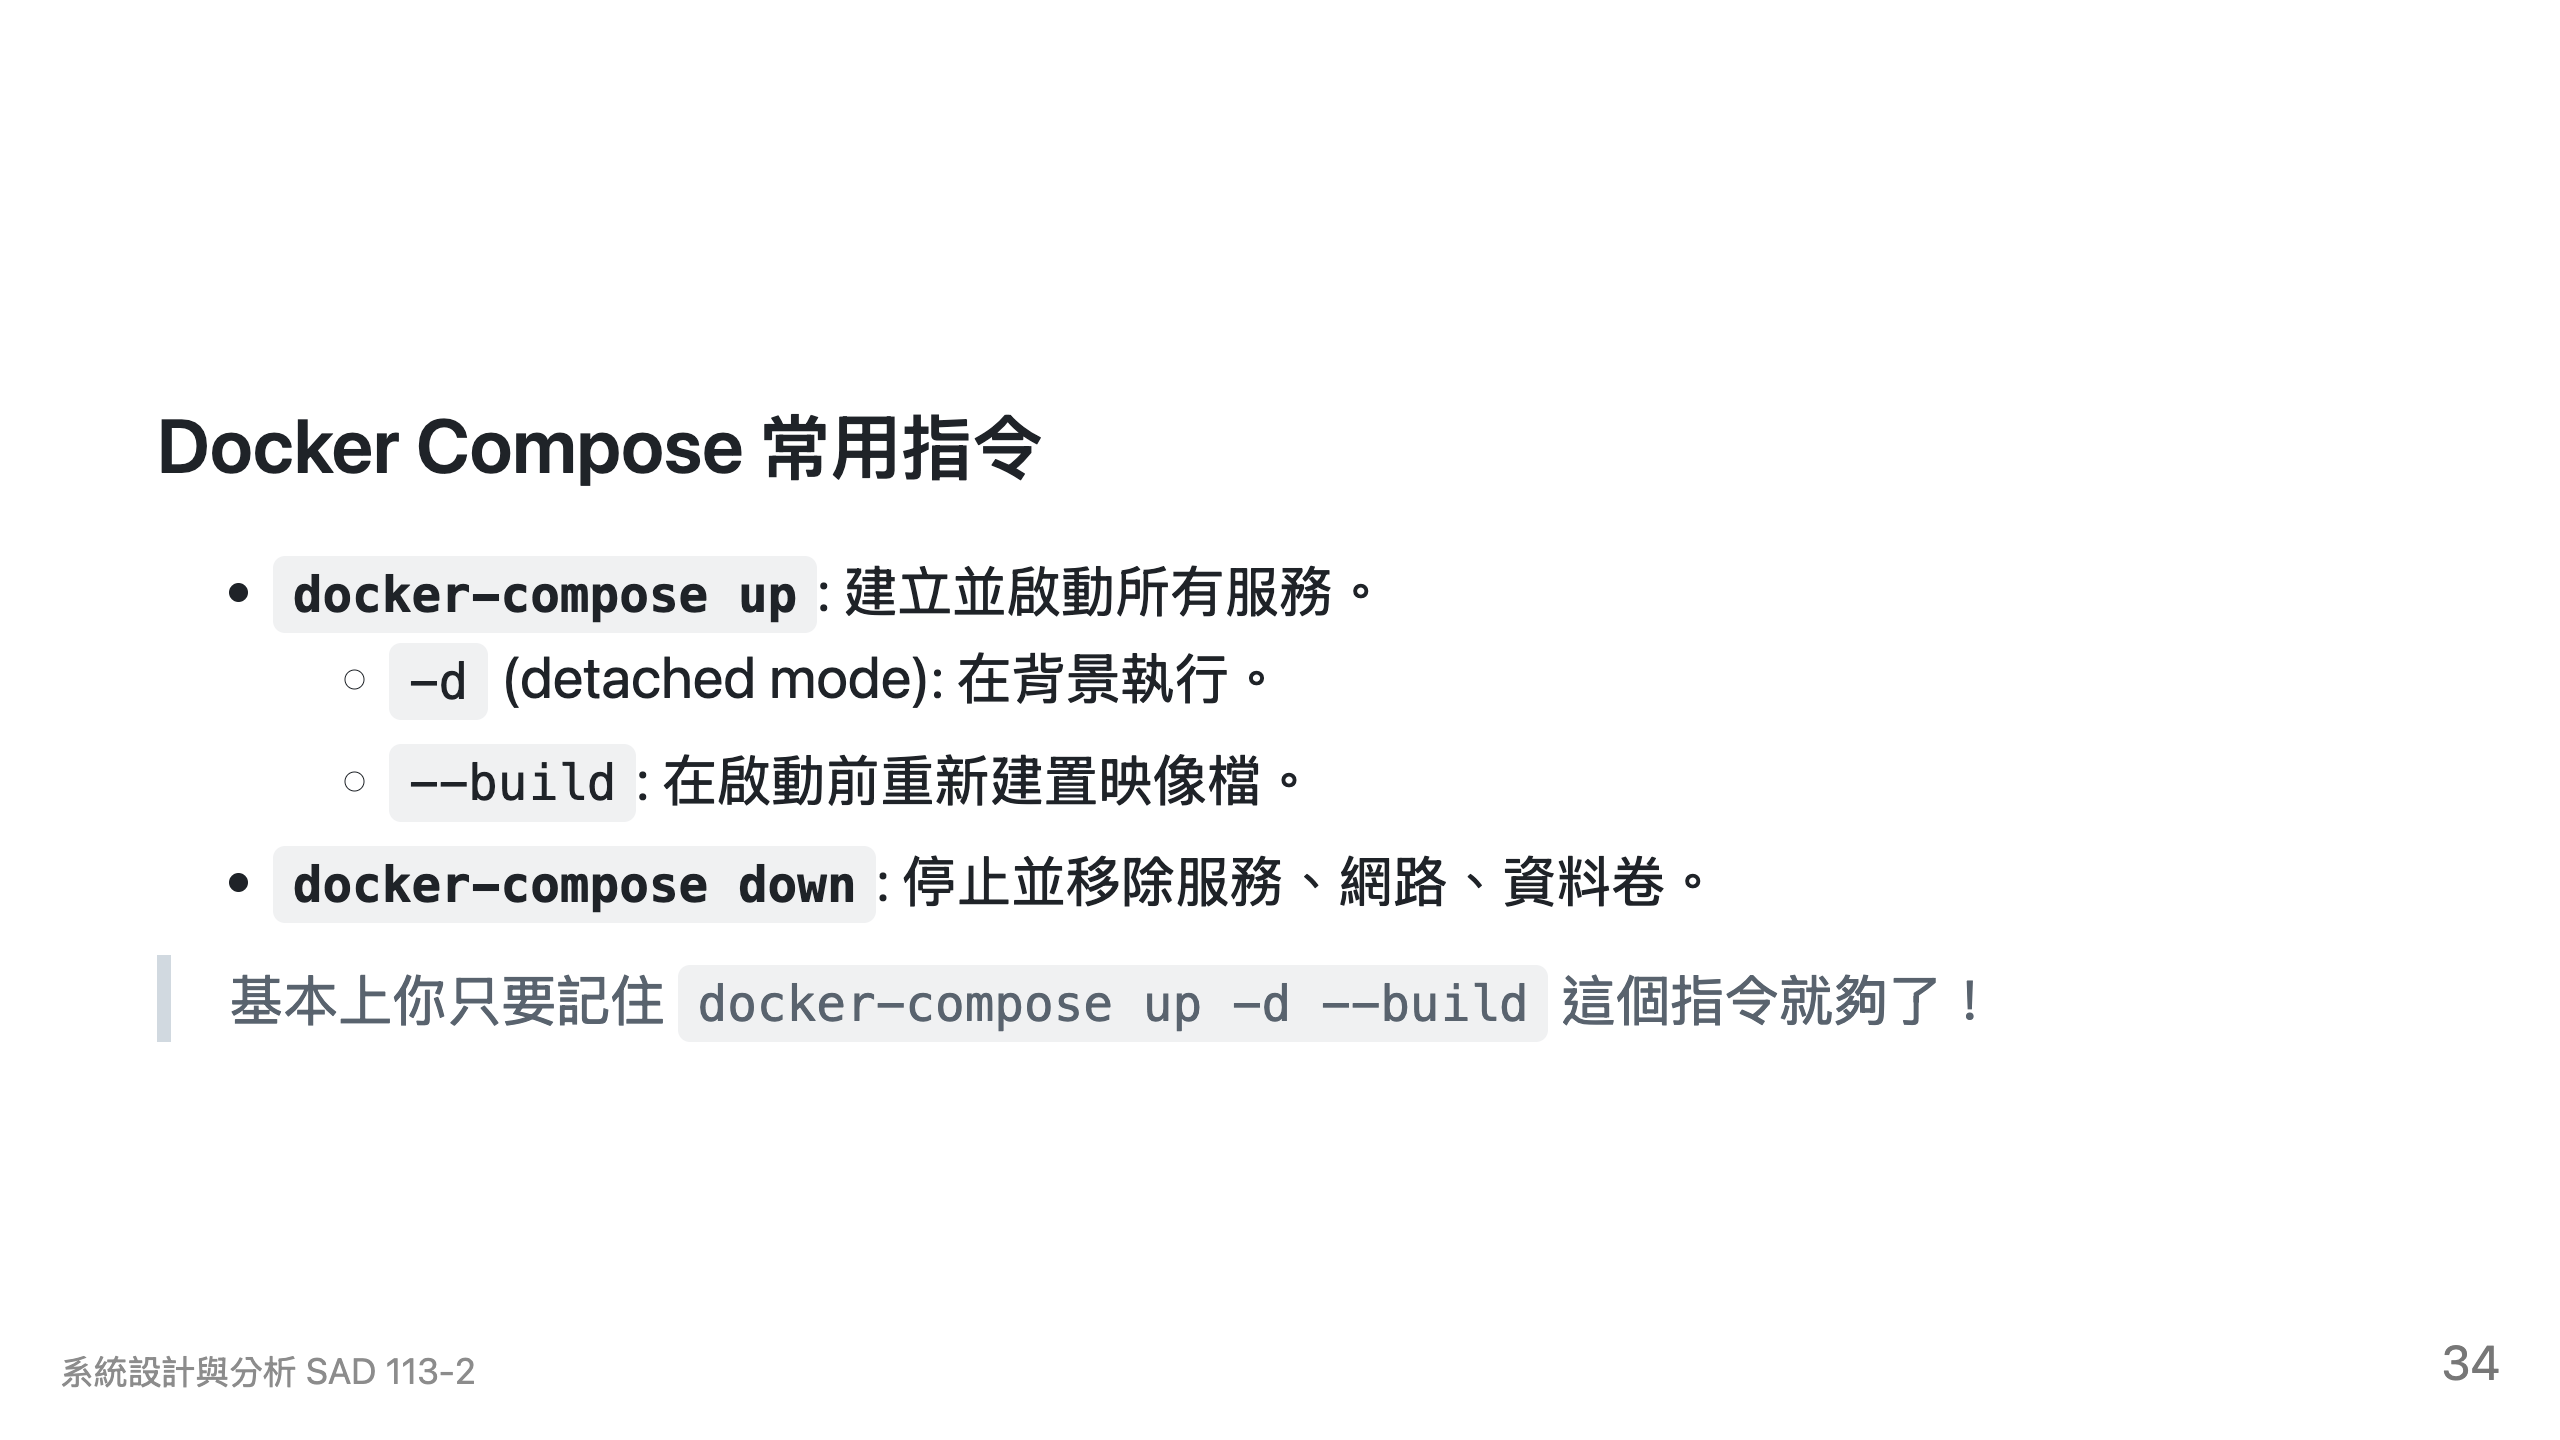 Docker Compose 常用指令
docker-compose up : 建立並啟動所有服務。
-d (detached mode): 在背景執行。
--build : 在啟動前重新建置映像檔。
docker-compose down : 停止並移除服務、網路、資料卷。
基本上你只要記住 docker-compose up -d --build 這個指令就夠了！
系統設計與分析 SAD 113-2
34